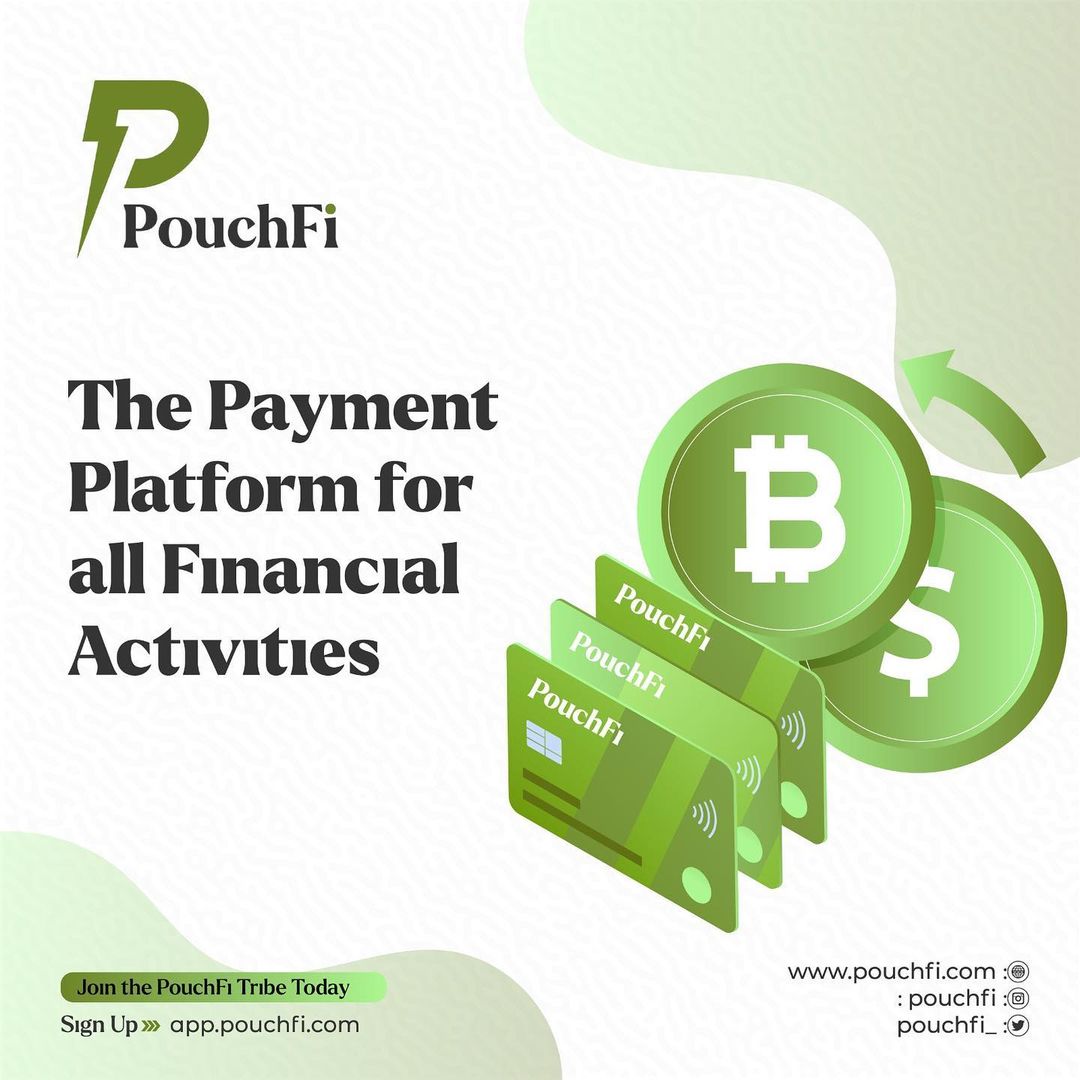 PouchFi
The Payment
Platform for
all Financial
Activities
PouchFi
PouchFi
PouchFi
Join the PouchFi Tribe Today
Sign Up››› app.pouchfi.com
www.pouchfi.com :
: pouchfi :
pouchfi_ :